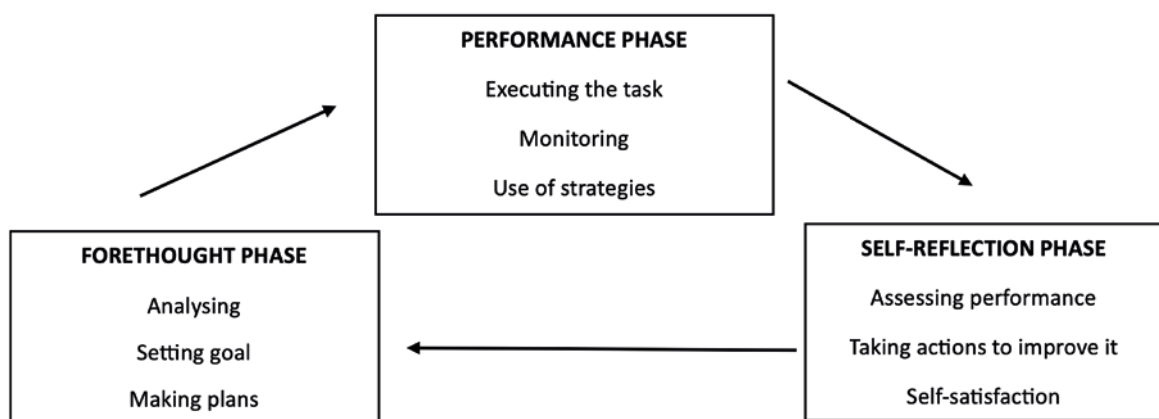 PERFORMANCE PHASE
Executing the task
Monitoring
Use of strategies
FORETHOUGHT PHASE
Analysing
Setting goal
Making plans
SELF-REFLECTION PHASE
Assessing performance
Taking actions to improve it
Self-satisfaction